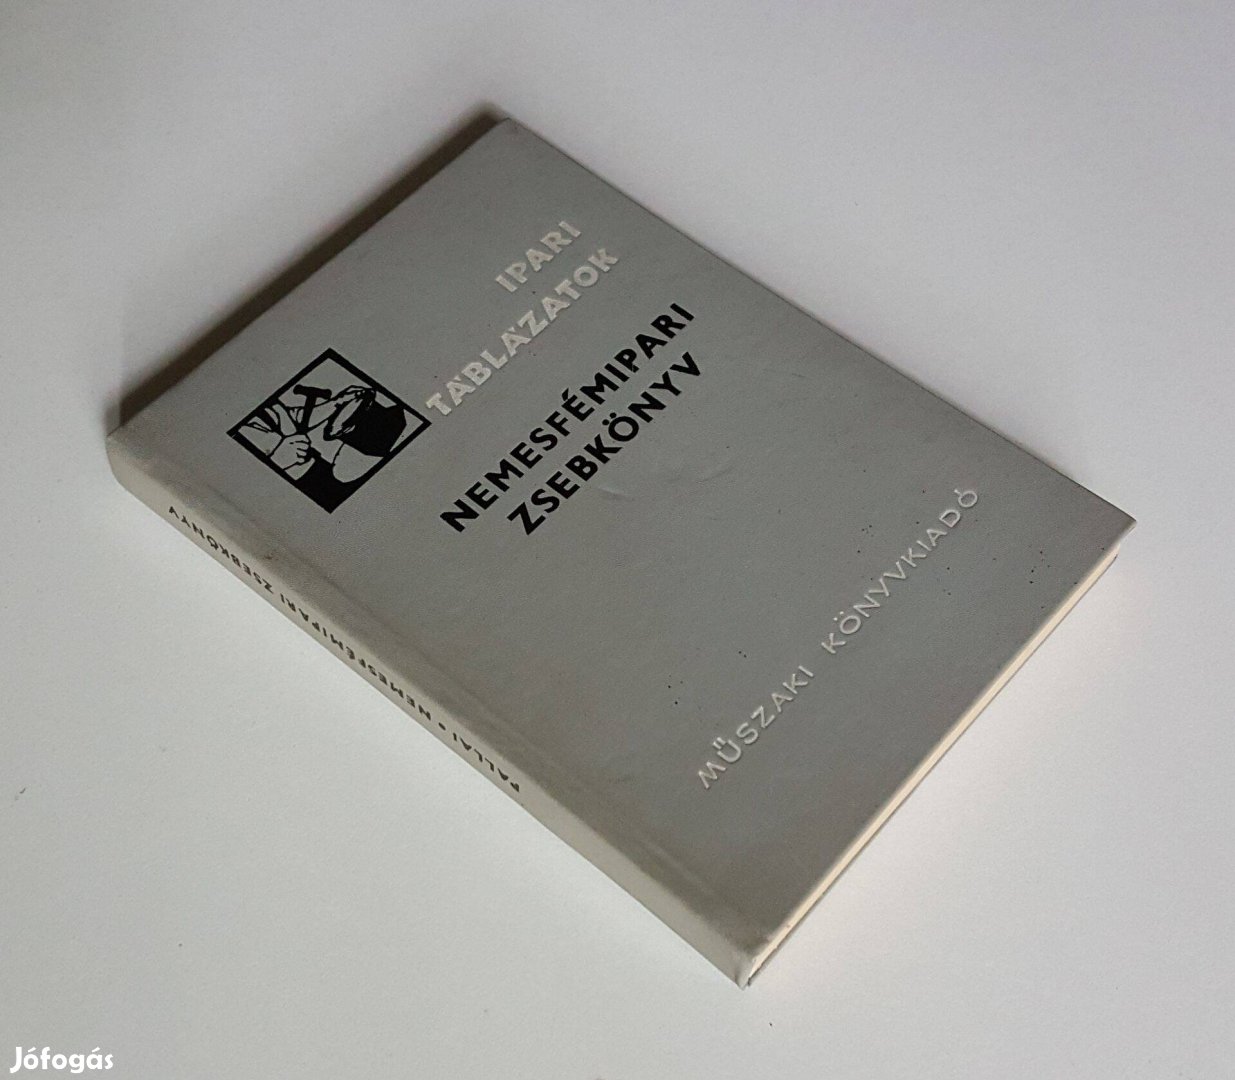 IPARI
TÁBLÁZATOK
NEMESFÉMIPARI
ZSEBKÖNYV
MŰSZAKI KÖNYVKIADÓ
PALLAI • NEMESFÉMIPARI ZSEBKÖNYV
Jófogás